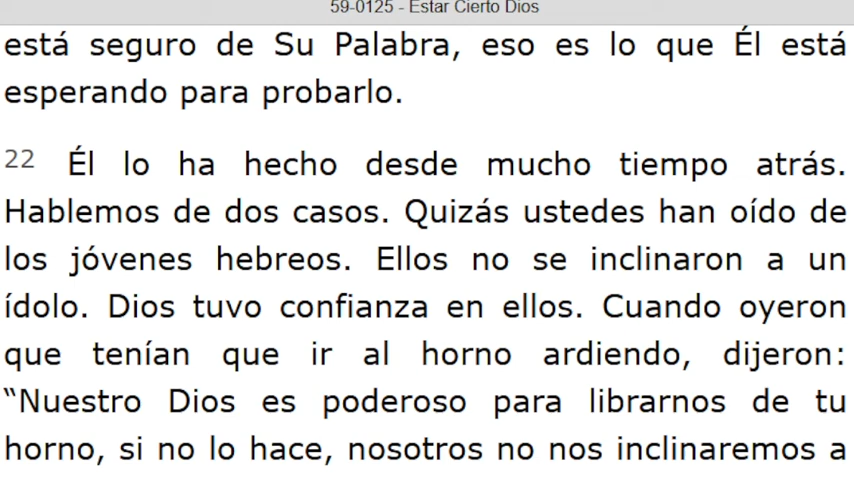 59-0125 - Estar Cierto Dios
está seguro de Su Palabra, eso es lo que Él está
esperando para probarlo.
22 Él lo ha hecho desde mucho tiempo atrás.
Hablemos de dos casos. Quizás ustedes han oído de
los jóvenes hebreos. Ellos no se inclinaron a un
ídolo. Dios tuvo confianza en ellos. Cuando oyeron
que tenían que ir al horno ardiendo, dijeron:
“Nuestro Dios es poderoso para librarnos de tu
horno, si no lo hace, nosotros no nos inclinaremos a